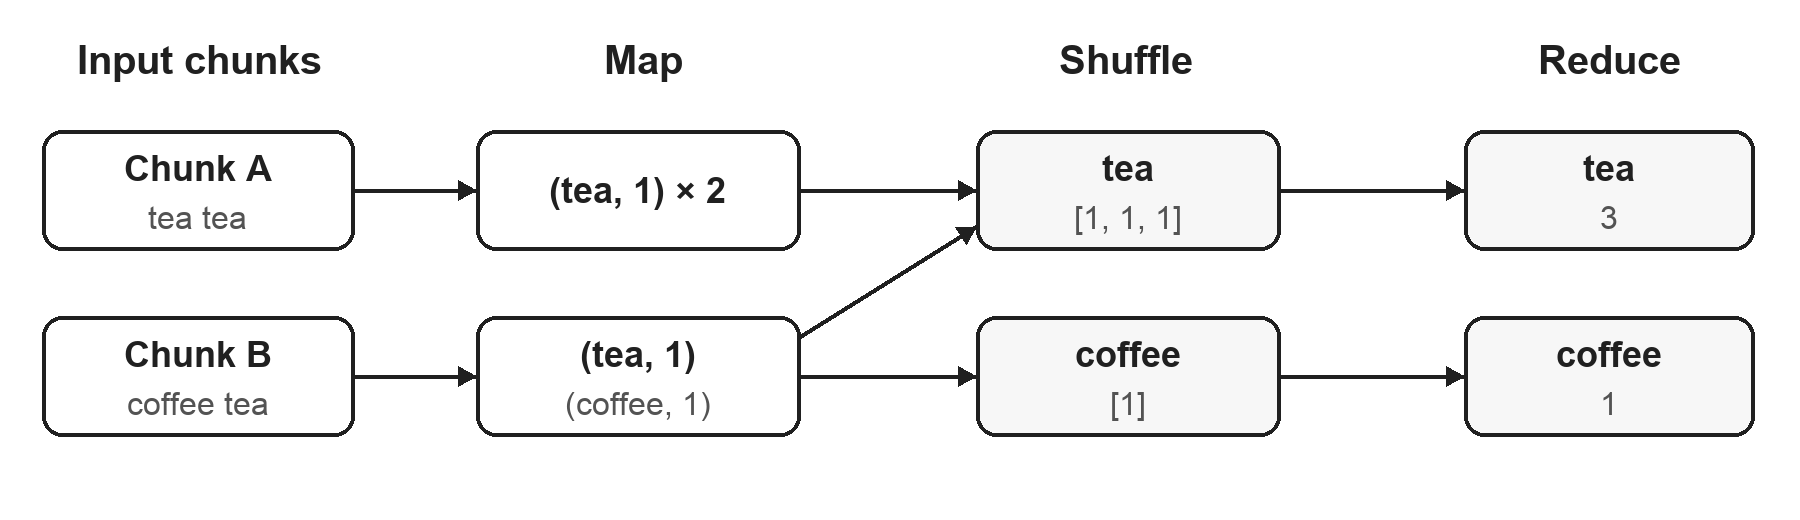 Input chunks
Map
Shuffle
Reduce
Chunk A
tea tea
(tea, 1) × 2
tea
[1, 1, 1]
tea
3
Chunk B
coffee tea
(tea, 1)
(coffee, 1)
coffee
[1]
coffee
1